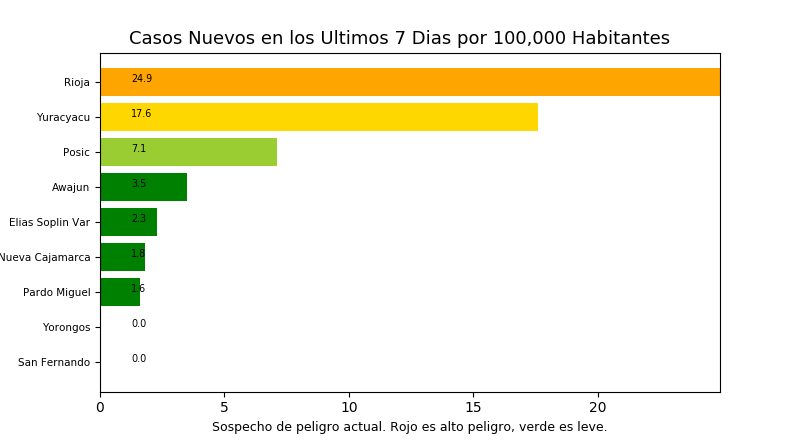 Casos Nuevos en los Ultimos 7 Dias por 100,000 Habitantes
Rioja 24.9
Yuracyacu 17.6
Posic 7.1
Awajun 3.5
Elias Soplin Var 2.3
Nueva Cajamarca 1.8
Pardo Miguel 1.6
Yorongos 0.0
San Fernando 0.0
0 5 10 15 20
Sospecho de peligro actual. Rojo es alto peligro, verde es leve.